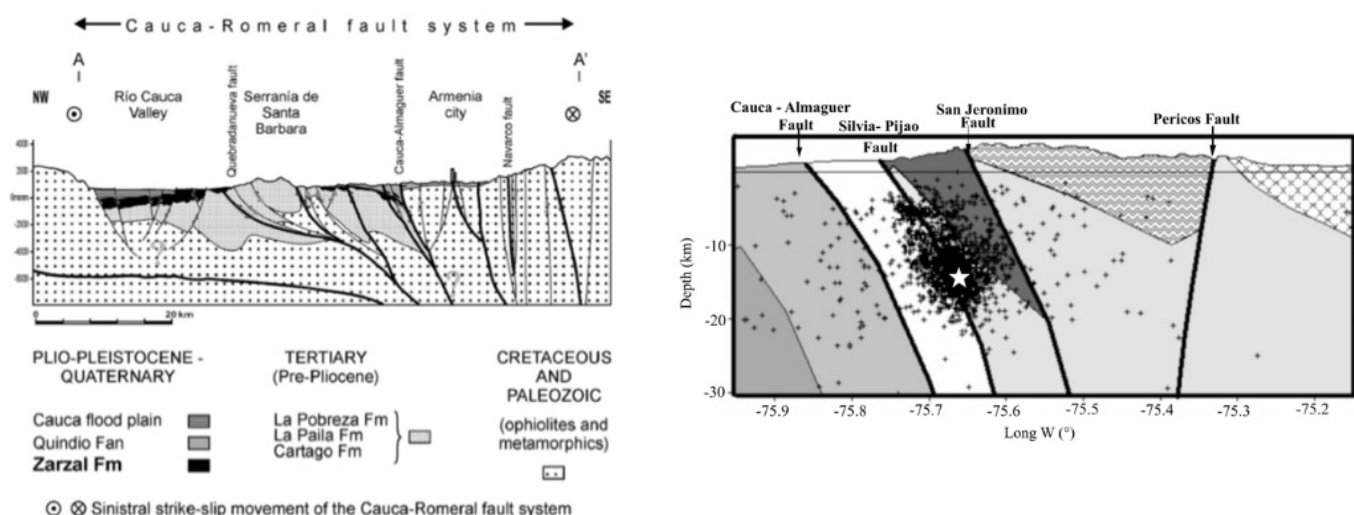 Cauca-Romeral fault system
A
A'
NW
SE
Río Cauca
Valley
Quebradanueva fault
Serranía de
Santa
Barbara
Cauca-Almaguer fault
Armenia
city
Navarco fault
20 km
PLIO-PLEISTOCENE -
QUATERNARY
Cauca flood plain
Quindio Fan
Zarzal Fm
TERTIARY
(Pre-Pliocene)
La Pobreza Fm
La Paila Fm
Cartago Fm
CRETACEOUS
AND
PALEOZOIC
(ophiolites and
metamorphics)
Sinistral strike-slip movement of the Cauca-Romeral fault system
Cauca - Almaguer
Fault
Silvia- Pijao
Fault
San Jeronimo
Fault
Pericos Fault
Depth (km)
-10
-20
-30
-75.9 -75.8 -75.7 -75.6 -75.5 -75.4 -75.3 -75.2
Long W (°)